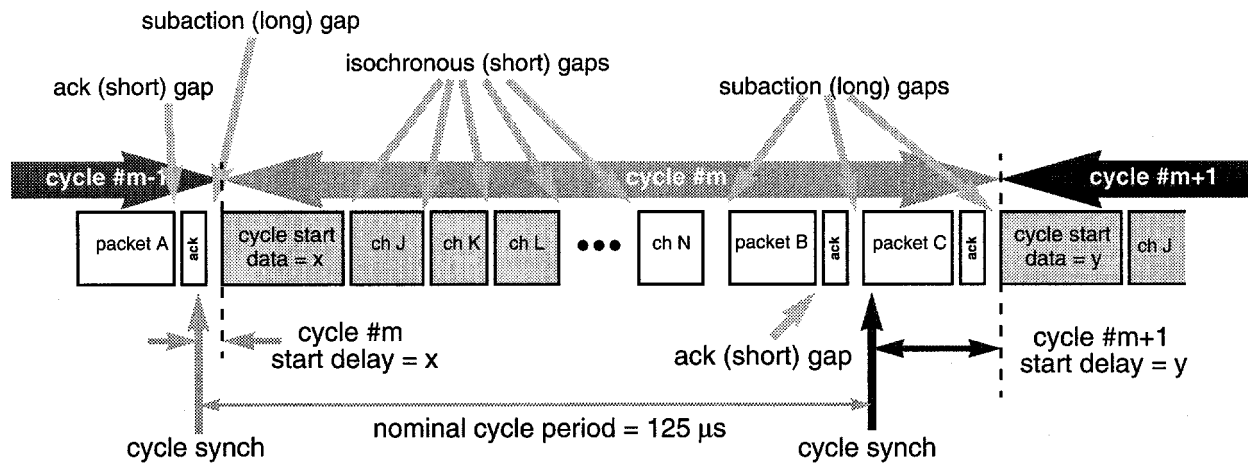 subaction (long) gap
isochronous (short) gaps
ack (short) gap
subaction (long) gaps
cycle #m-1
cycle #m
cycle #m+1
packet A
ack
cycle start
data = x
ch J
ch K
ch L
•••
ch N
packet B
ack
packet C
ack
cycle start
data = y
ch J
cycle #m
start delay = x
ack (short) gap
cycle #m+1
start delay = y
nominal cycle period = 125 μs
cycle synch
cycle synch